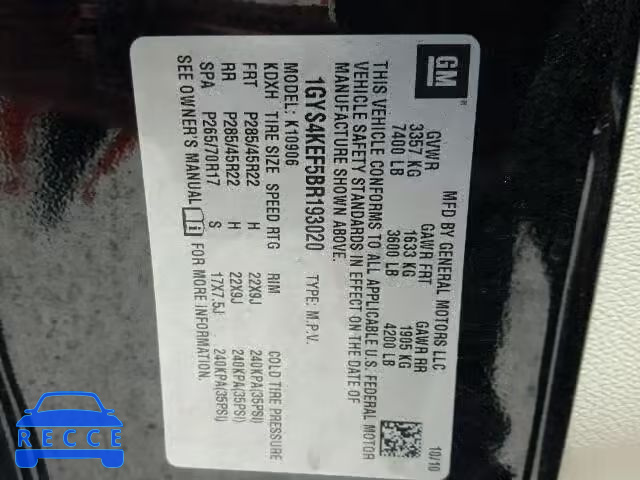 GM ®
MFD BY GENERAL MOTORS LLC 10/10
GVWR GAWR FRT GAWR RR
3357 KG 1633 KG 1905 KG
7400 LB 3600 LB 4200 LB
THIS VEHICLE CONFORMS TO ALL APPLICABLE U.S. FEDERAL MOTOR
VEHICLE SAFETY STANDARDS IN EFFECT ON THE DATE OF
MANUFACTURE SHOWN ABOVE.
1GYS4KEF5BR193020 TYPE: M.P.V.
X10906
KDXH TIRE SIZE SPEED RTG RIM COLD TIRE PRESSURE
FRT P285/45R22 H 22X9J 240KPA(35PSI)
RR P285/45R22 H 22X9J 240KPA(35PSI)
SPA P265/70R17 S 17X7.5J 240KPA(35PSI)
SEE OWNER'S MANUAL FOR MORE INFORMATION.
RECCE